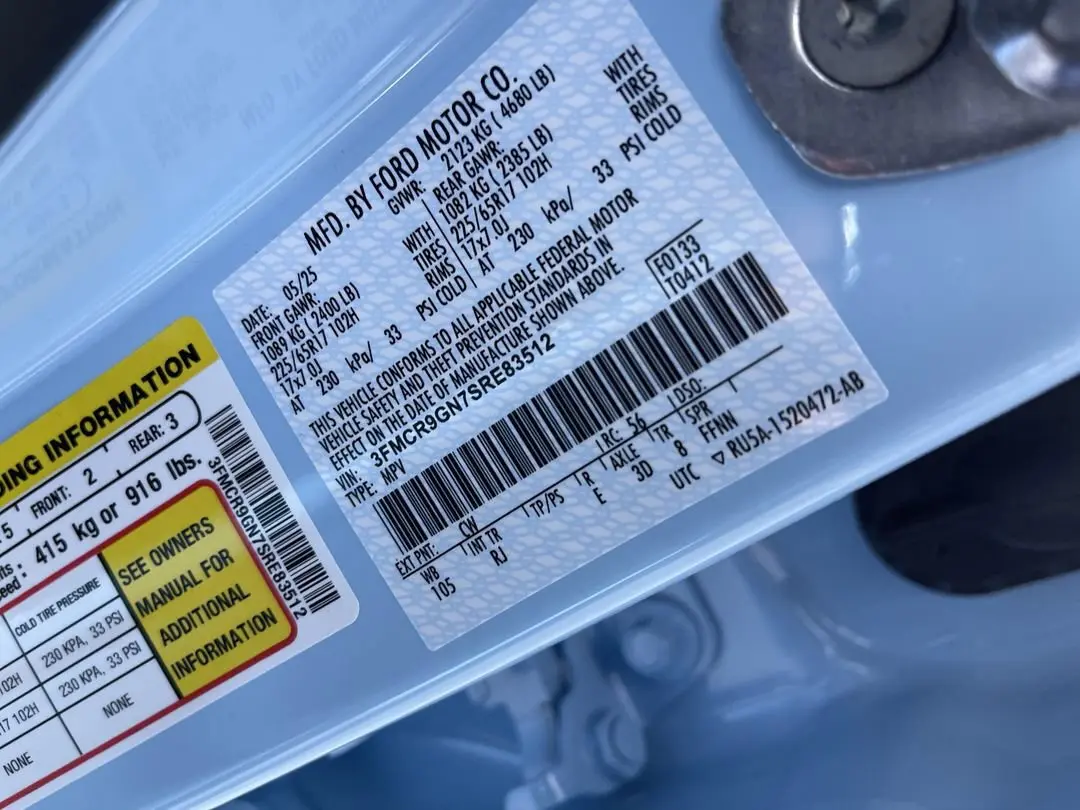 MFD. BY FORD MOTOR CO.
DATE: 05/25
GVWR: 2123 KG ( 4680 LB)
FRONT GAWR:
REAR GAWR:
1089 KG ( 2400 LB)
WITH
1082 KG ( 2385 LB)
WITH
225/65R17 102H
TIRES
225/65R17 102H
TIRES
17x7.0J
RIMS
17x7.0J
RIMS
AT 230 kPa/ 33 PSI COLD
AT 230 kPa/ 33 PSI COLD
THIS VEHICLE CONFORMS TO ALL APPLICABLE FEDERAL MOTOR
VEHICLE SAFETY AND THEFT PREVENTION STANDARDS IN
EFFECT ON THE DATE OF MANUFACTURE SHOWN ABOVE.
VIN: 3FMCR9GN7SRE83512
TYPE: MPV
F0133
T0412
EXT PNT: ON RC: 56 DSO:
WB INT TR TP/PS R AXLE TR SPR
105 RJ E 3D 8 FFNN
UTC ▽ RU5A-1520472-AB
DING INFORMATION
5 FRONT: 2 REAR: 3
415 kg or 916 lbs.
3FMCR9GN7SRE83512
COLD TIRE PRESSURE
102H 230 KPA, 33 PSI
17 102H 230 KPA, 33 PSI
NONE NONE
SEE OWNERS
MANUAL FOR
ADDITIONAL
INFORMATION